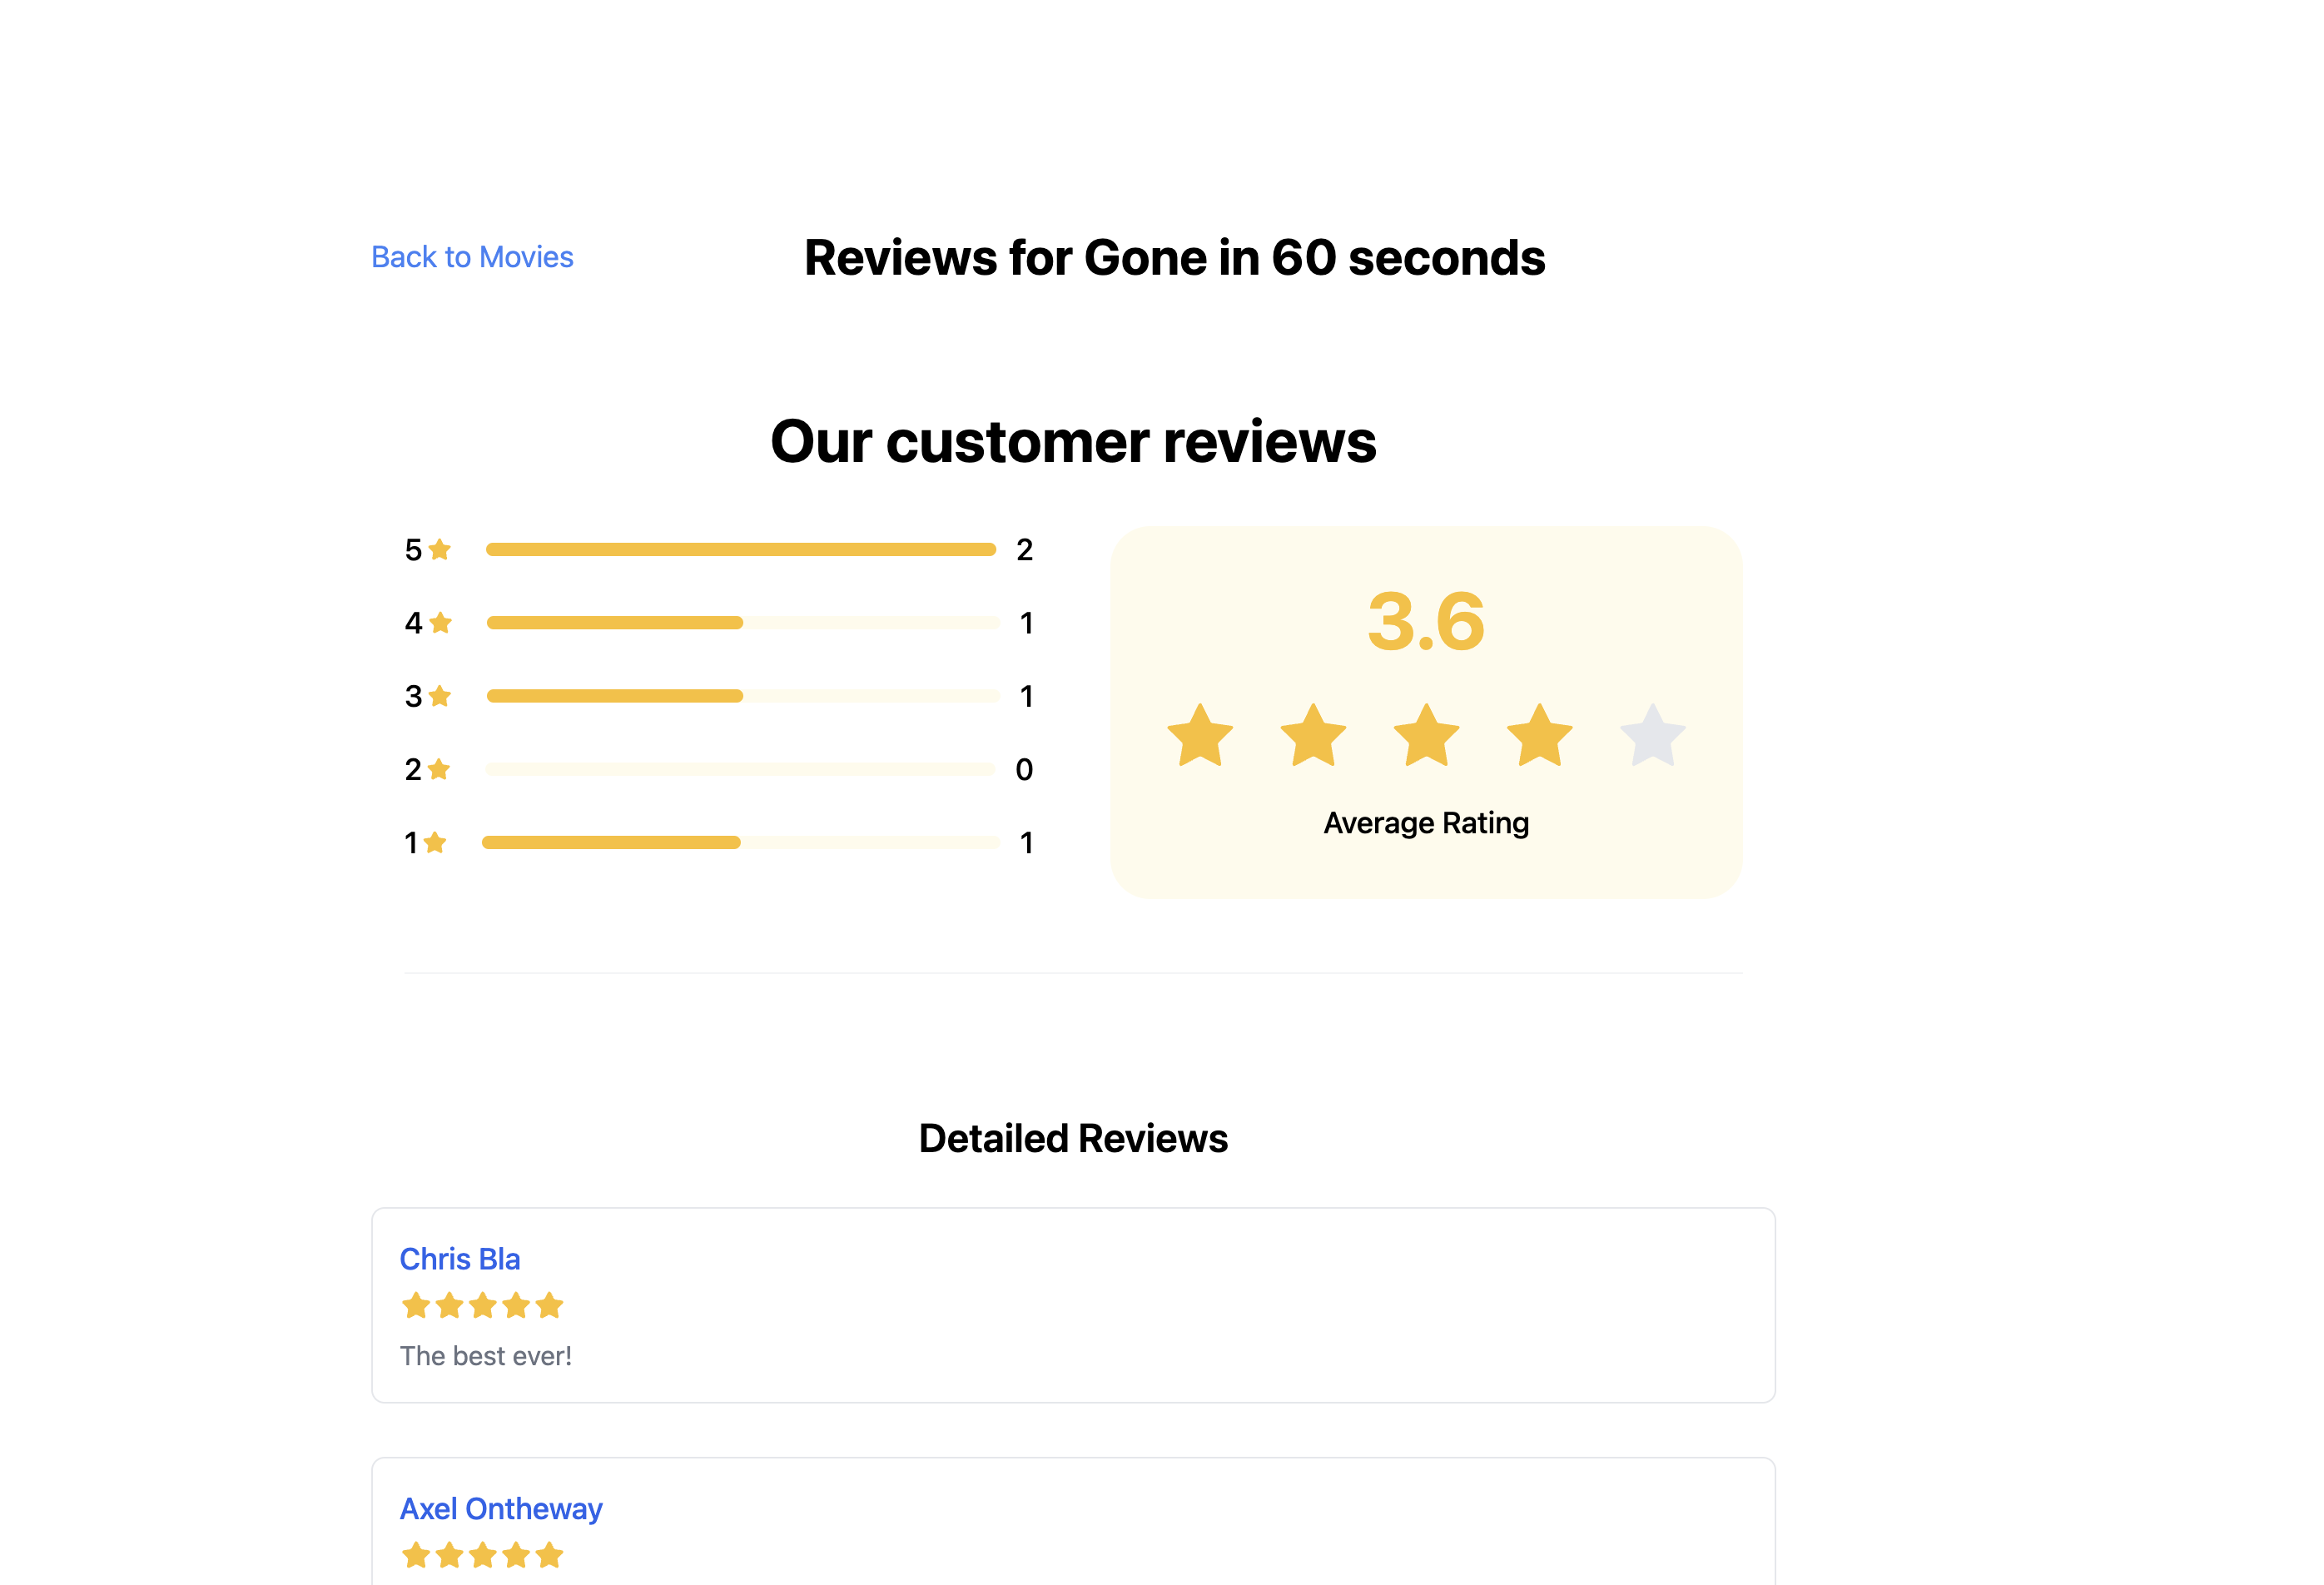 Back to Movies
Reviews for Gone in 60 seconds
Our customer reviews
5 2
4 1
3 1
2 0
1 1
3.6
Average Rating
Detailed Reviews
Chris Bla
The best ever!
Axel Ontheway